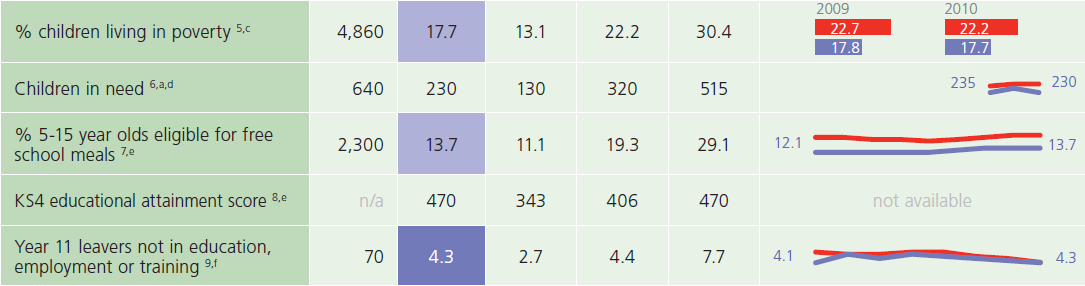 2009 2010
% children living in poverty 5,c 4,860 17.7 13.1 22.2 30.4 22.7 22.2
17.8 17.7
Children in need 6,a,d 640 230 130 320 515 235 230
% 5-15 year olds eligible for free
school meals 7,e 2,300 13.7 11.1 19.3 29.1 12.1 13.7
KS4 educational attainment score 8,e n/a 470 343 406 470 not available
Year 11 leavers not in education,
employment or training 9,f 70 4.3 2.7 4.4 7.7 4.1 4.3